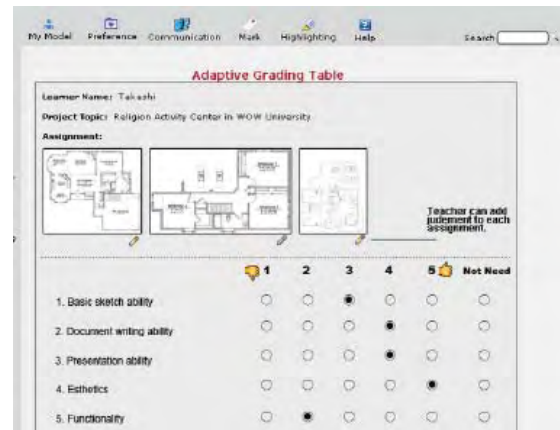 My Model Preference Communication Mark Highlighting Help Search
Adaptive Grading Table
Learner Name: Takashi
Project Topic: Religion Activity Center in WOW University
Assignment:
Teacher can add
judement to each
assignment.
1 2 3 4 5 Not Need
1. Basic sketch ability
2. Document writing ability
3. Presentation ability
4. Esthetics
5. Functionality